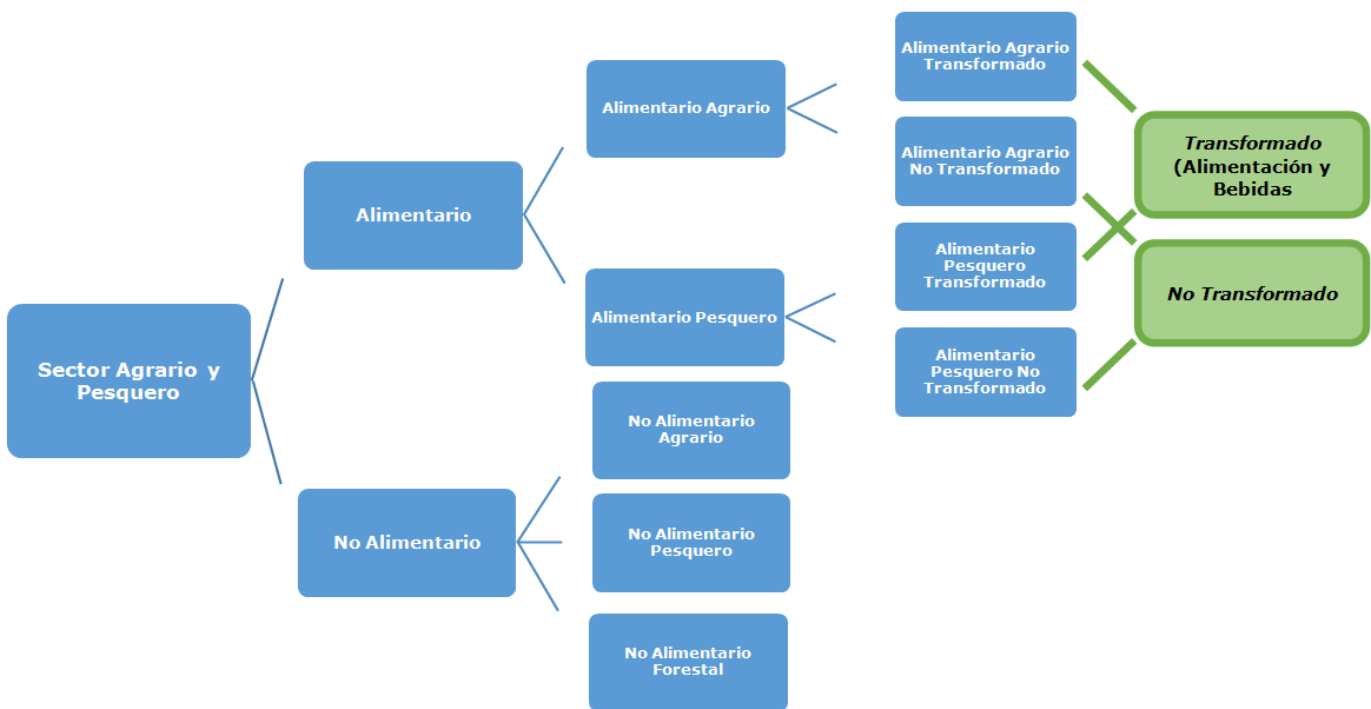 Sector Agrario y
Pesquero
Alimentario
No Alimentario
Alimentario Agrario
Alimentario Pesquero
No Alimentario
Agrario
No Alimentario
Pesquero
No Alimentario
Forestal
Alimentario Agrario
Transformado
Alimentario Agrario
No Transformado
Alimentario
Pesquero
Transformado
Alimentario
Pesquero No
Transformado
Transformado
(Alimentación y
Bebidas
No Transformado